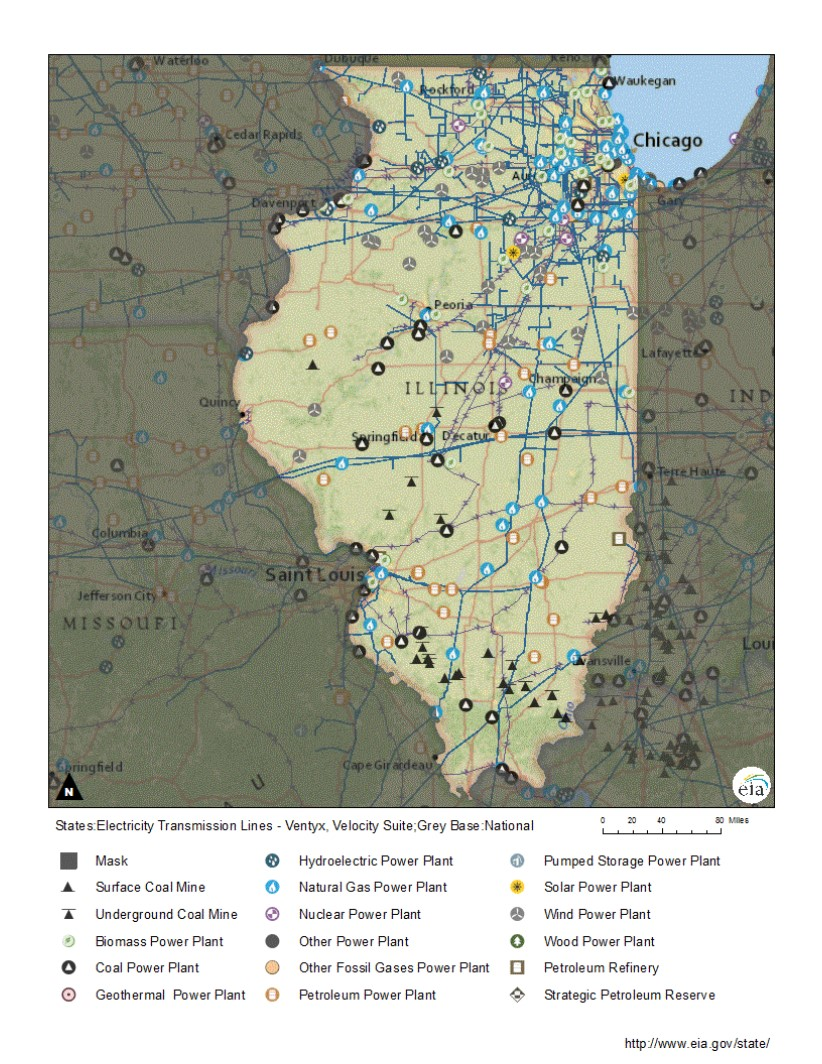 Waterloo
Dubuque
Keno
Waukegan
Rockford
Chicago
Cedar Rapids
Au
Gary
Davenport
Peoria
Lafayette
ILLINOIS
Champaign
IND
Quincy
Springfield
Decatur
Terre Haute
Columbia
Missouri
Saint Louis
Jefferson City
MISSOURI
Loui
Evansville
Ohio
Cape Girardeau
Springfield
U
N
eia
States:Electricity Transmission Lines - Ventyx, Velocity Suite;Grey Base:National
0 20 40 80 Miles
Mask
Hydroelectric Power Plant
Pumped Storage Power Plant
Surface Coal Mine
Natural Gas Power Plant
Solar Power Plant
Underground Coal Mine
Nuclear Power Plant
Wind Power Plant
Biomass Power Plant
Other Power Plant
Wood Power Plant
Coal Power Plant
Other Fossil Gases Power Plant
Petroleum Refinery
Geothermal Power Plant
Petroleum Power Plant
Strategic Petroleum Reserve
http://www.eia.gov/state/